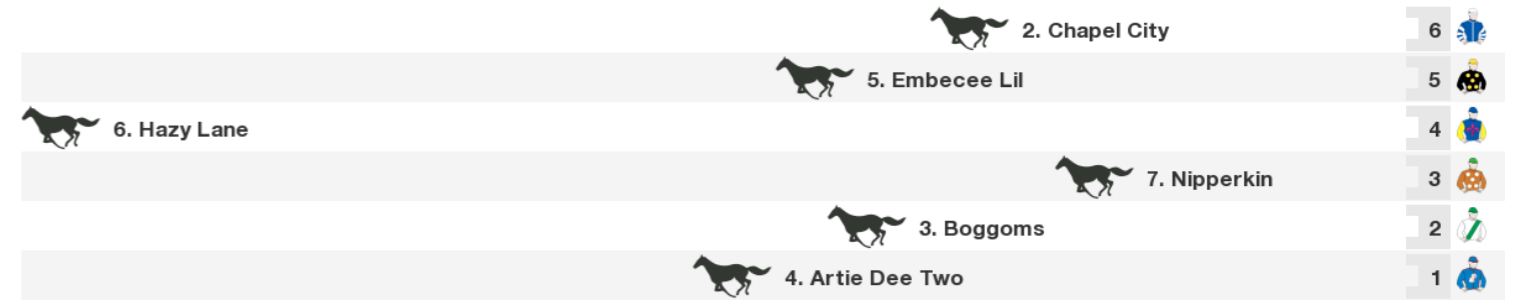 2. Chapel City 6
5. Embecee Lil 5
6. Hazy Lane 4
7. Nipperkin 3
3. Boggoms 2
4. Artie Dee Two 1